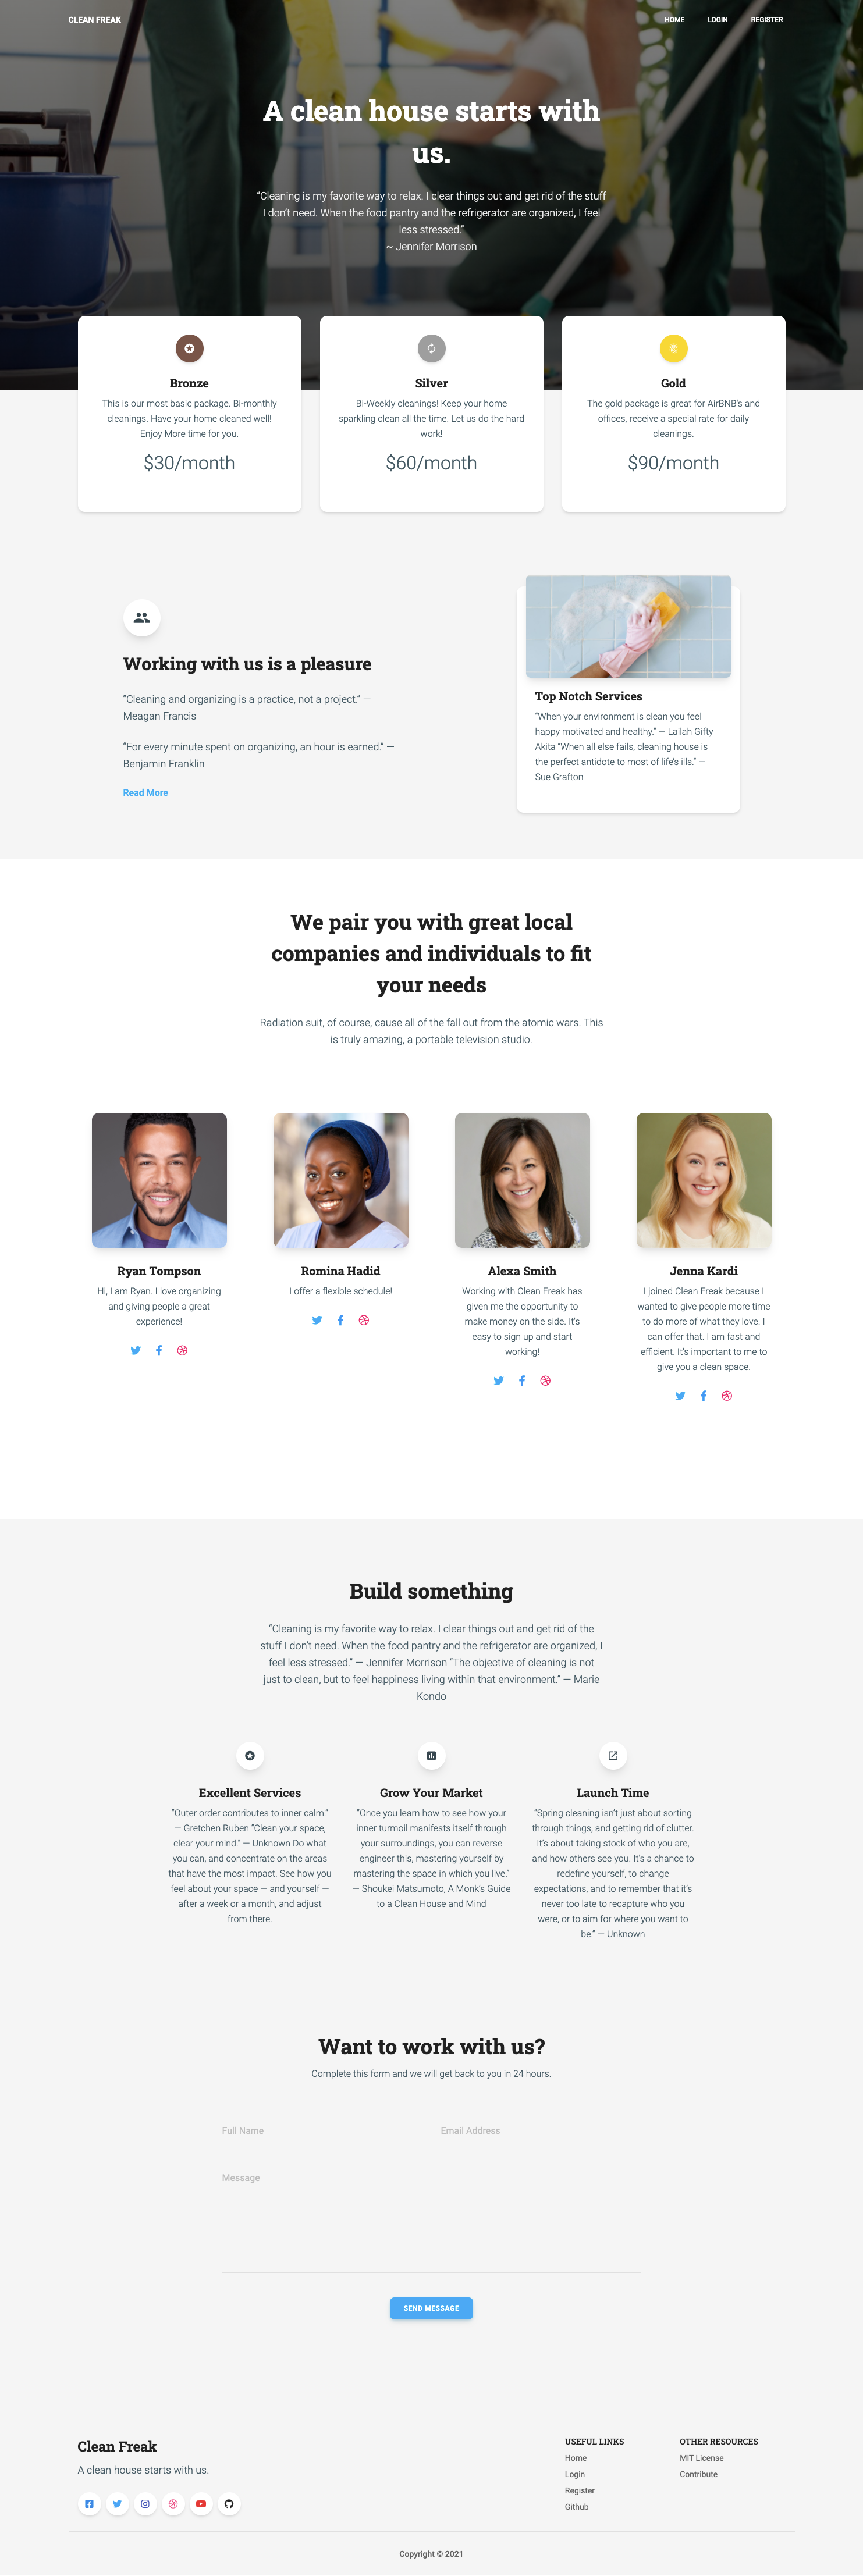 CLEAN FREAK
HOME
LOGIN
REGISTER
A clean house starts with
us.
“Cleaning is my favorite way to relax. I clear things out and get rid of the stuff
I don’t need. When the food pantry and the refrigerator are organized, I feel
less stressed.”
~ Jennifer Morrison
Bronze
This is our most basic package. Bi-monthly
cleanings. Have your home cleaned well!
Enjoy More time for you.
$30/month
Silver
Bi-Weekly cleanings! Keep your home
sparkling clean all the time. Let us do the hard
work!
$60/month
Gold
The gold package is great for AirBNB's and
offices, receive a special rate for daily
cleanings.
$90/month
Working with us is a pleasure
“Cleaning and organizing is a practice, not a project.” —
Meagan Francis
“For every minute spent on organizing, an hour is earned.” —
Benjamin Franklin
Read More
Top Notch Services
“When your environment is clean you feel
happy motivated and healthy.” — Lailah Gifty
Akita “When all else fails, cleaning house is
the perfect antidote to most of life’s ills.” —
Sue Grafton
We pair you with great local
companies and individuals to fit
your needs
Radiation suit, of course, cause all of the fall out from the atomic wars. This
is truly amazing, a portable television studio.
Ryan Tompson
Hi, I am Ryan. I love organizing
and giving people a great
experience!
Romina Hadid
I offer a flexible schedule!
Alexa Smith
Working with Clean Freak has
given me the opportunity to
make money on the side. It's
easy to sign up and start
working!
Jenna Kardi
I joined Clean Freak because I
wanted to give people more time
to do more of what they love. I
can offer that. I am fast and
efficient. It's important to me to
give you a clean space.
Build something
“Cleaning is my favorite way to relax. I clear things out and get rid of the
stuff I don’t need. When the food pantry and the refrigerator are organized, I
feel less stressed.” — Jennifer Morrison “The objective of cleaning is not
just to clean, but to feel happiness living within that environment.” — Marie
Kondo
Excellent Services
“Outer order contributes to inner calm.”
— Gretchen Ruben “Clean your space,
clear your mind.” — Unknown Do what
you can, and concentrate on the areas
that have the most impact. See how you
feel about your space — and yourself —
after a week or a month, and adjust
from there.
Grow Your Market
“Once you learn how to see how your
inner turmoil manifests itself through
your surroundings, you can reverse
engineer this, mastering yourself by
mastering the space in which you live.”
— Shoukei Matsumoto, A Monk’s Guide
to a Clean House and Mind
Launch Time
“Spring cleaning isn’t just about sorting
through things, and getting rid of clutter.
It’s about taking stock of who you are,
and how others see you. It’s a chance to
redefine yourself, to change
expectations, and to remember that it’s
never too late to recapture who you
were, or to aim for where you want to
be.” — Unknown
Want to work with us?
Complete this form and we will get back to you in 24 hours.
Full Name
Email Address
Message
SEND MESSAGE
Clean Freak
A clean house starts with us.
USEFUL LINKS
Home
Login
Register
Github
OTHER RESOURCES
MIT License
Contribute
Copyright © 2021